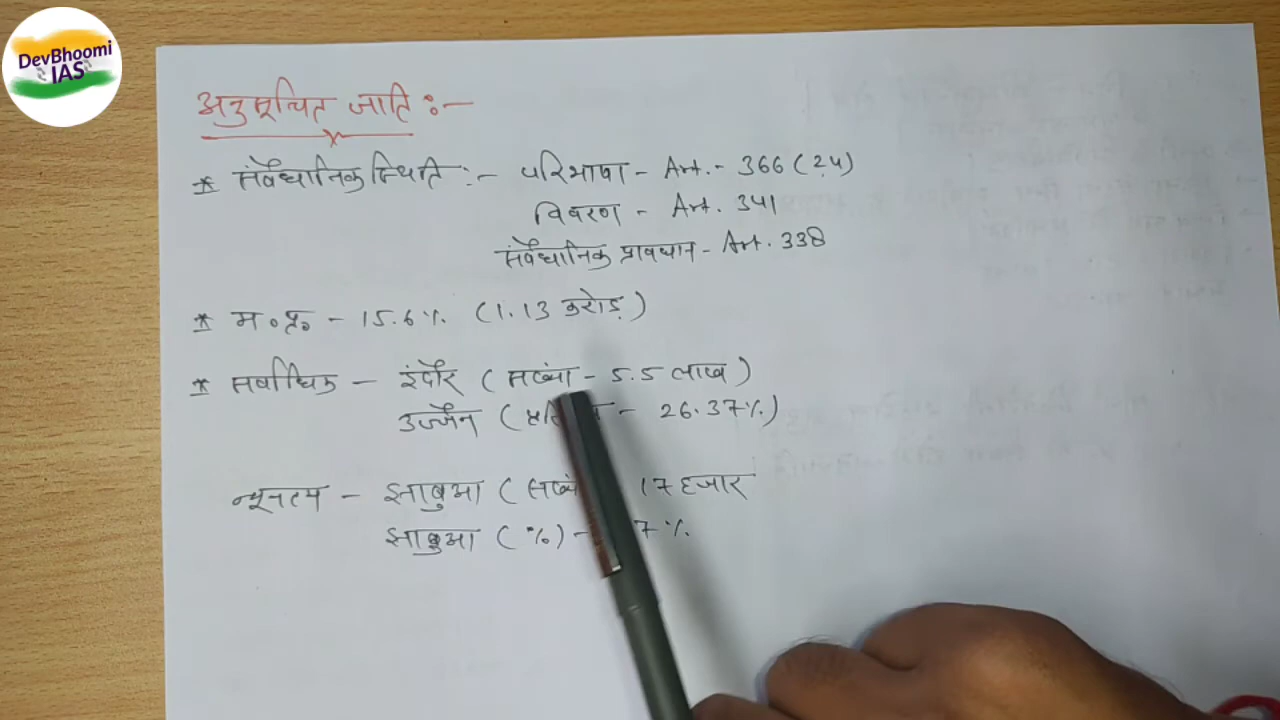 DevBhoomi
IAS
अनुसूचित जाति :-
* संवैधानिक स्थिति :- परिभाषा - Art. - 366 (24)
विवरण - Art. 341
संवैधानिक प्रावधान - Art. 338
* म०प्र० - 15.6% (1.13 करोड़)
* सर्वाधिक - इंदौर (सख्यां - 5.5 लाख)
उज्जैन ( - 26.37%)
न्यूनतम - झाबुआ ( 17 हजार
झाबुआ (%) - 7%